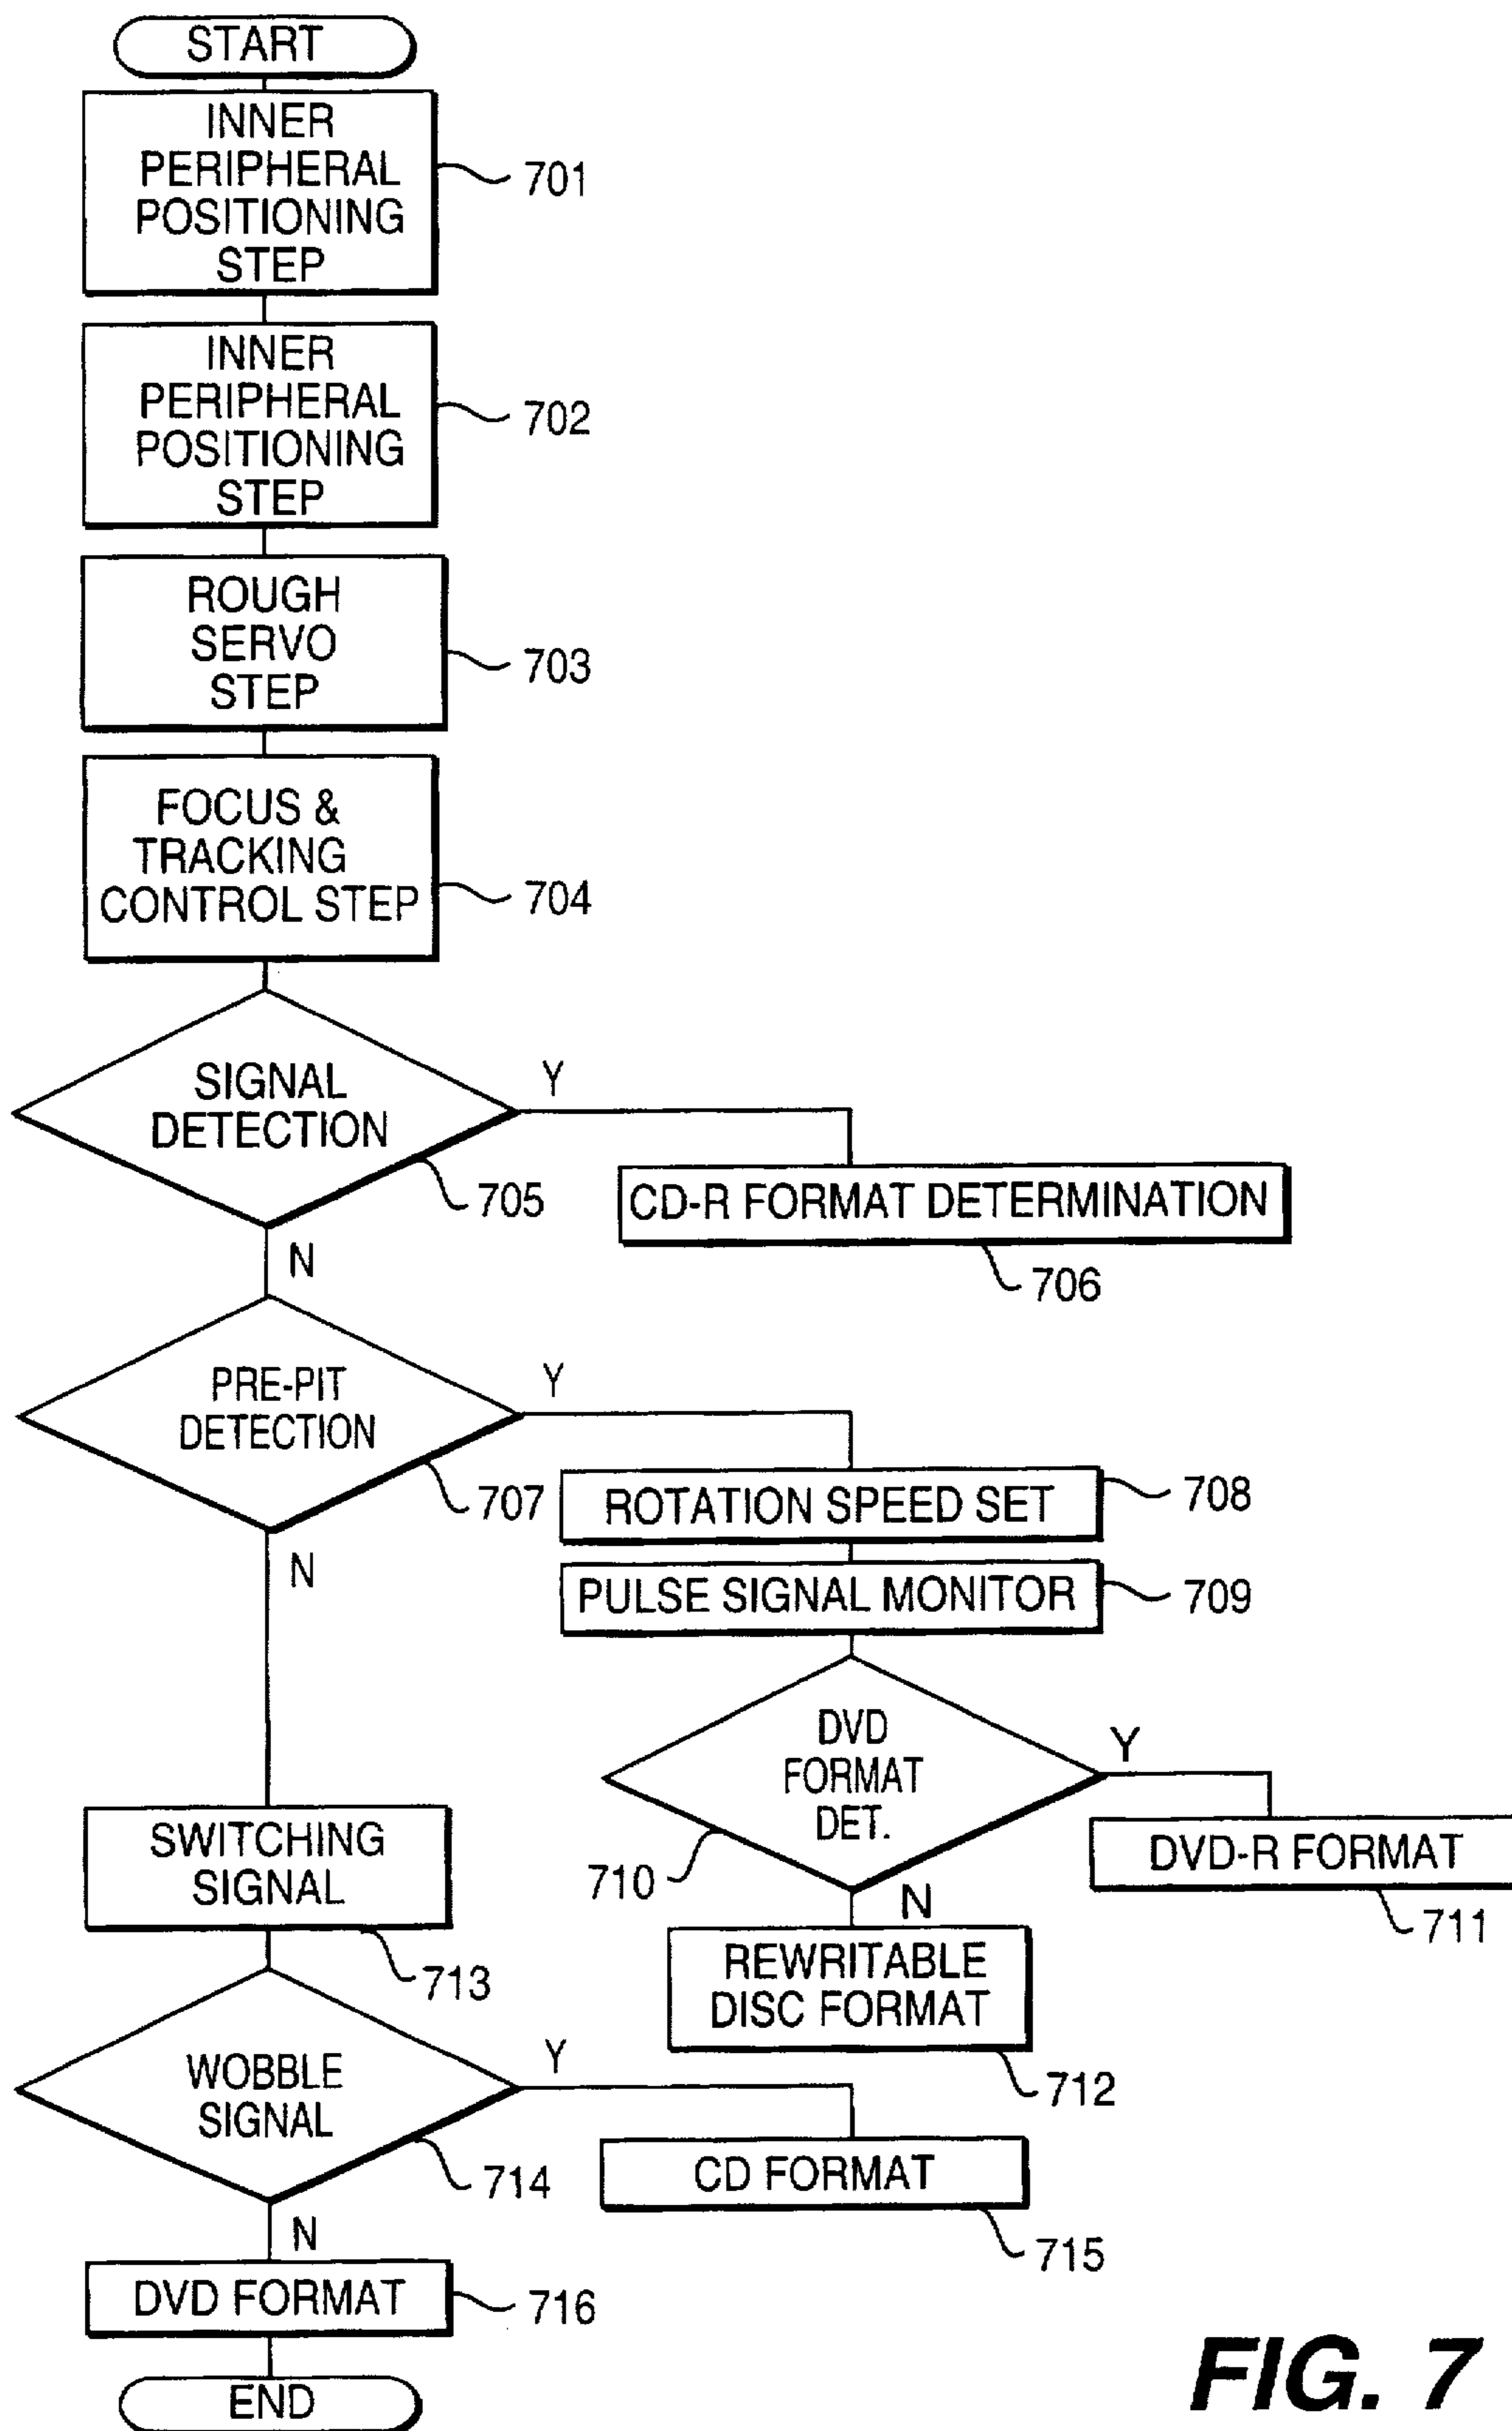 START
INNER
PERIPHERAL
POSITIONING
STEP
701
INNER
PERIPHERAL
POSITIONING
STEP
702
ROUGH
SERVO
STEP
703
FOCUS &
TRACKING
CONTROL STEP
704
SIGNAL
DETECTION
Y
705
N
CD-R FORMAT DETERMINATION
706
PRE-PIT
DETECTION
Y
707
N
ROTATION SPEED SET
708
PULSE SIGNAL MONITOR
709
DVD
FORMAT
DET.
Y
710
N
DVD-R FORMAT
711
REWRITABLE
DISC FORMAT
712
SWITCHING
SIGNAL
713
WOBBLE
SIGNAL
Y
714
N
CD FORMAT
715
DVD FORMAT
716
END
FIG. 7